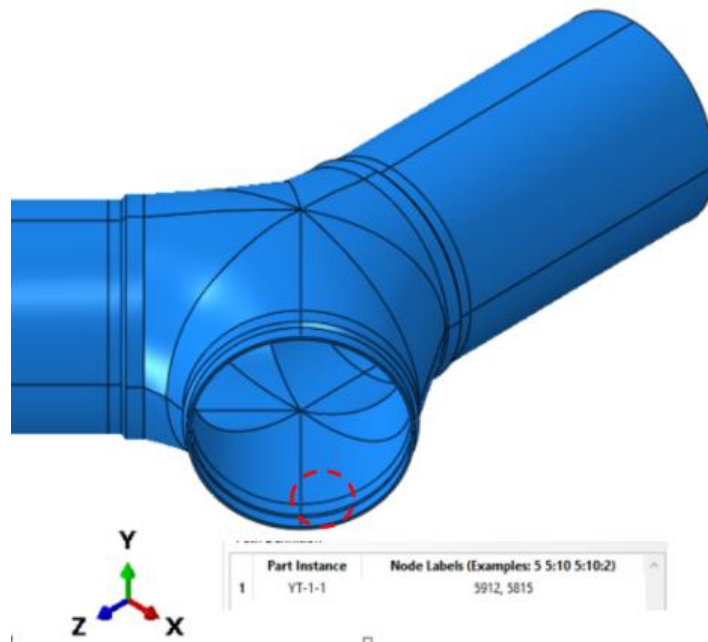 Y
Z
X
Part Instance Node Labels (Examples: 5 5:10 5:10:2)
1 YT-1-1 5912, 5815